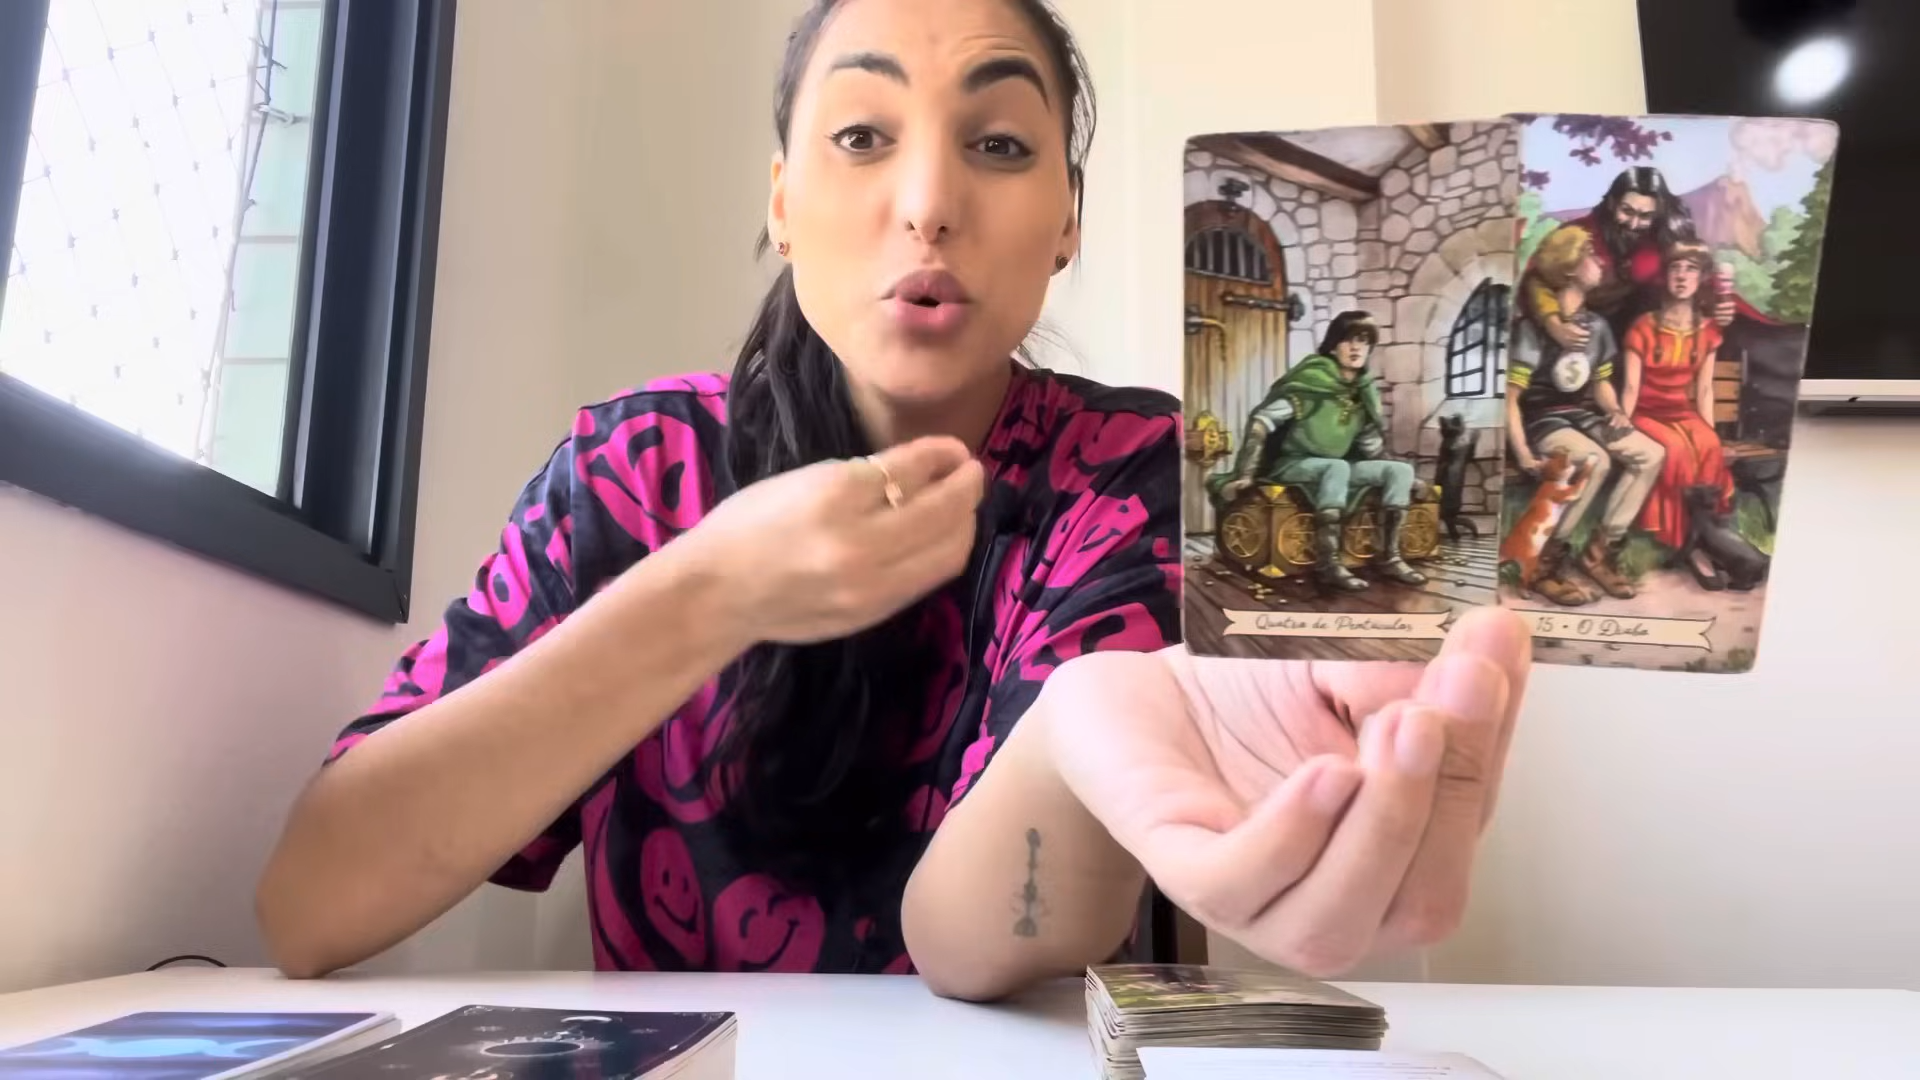 Quatro de Pentáculos
15 • O Diabo
$